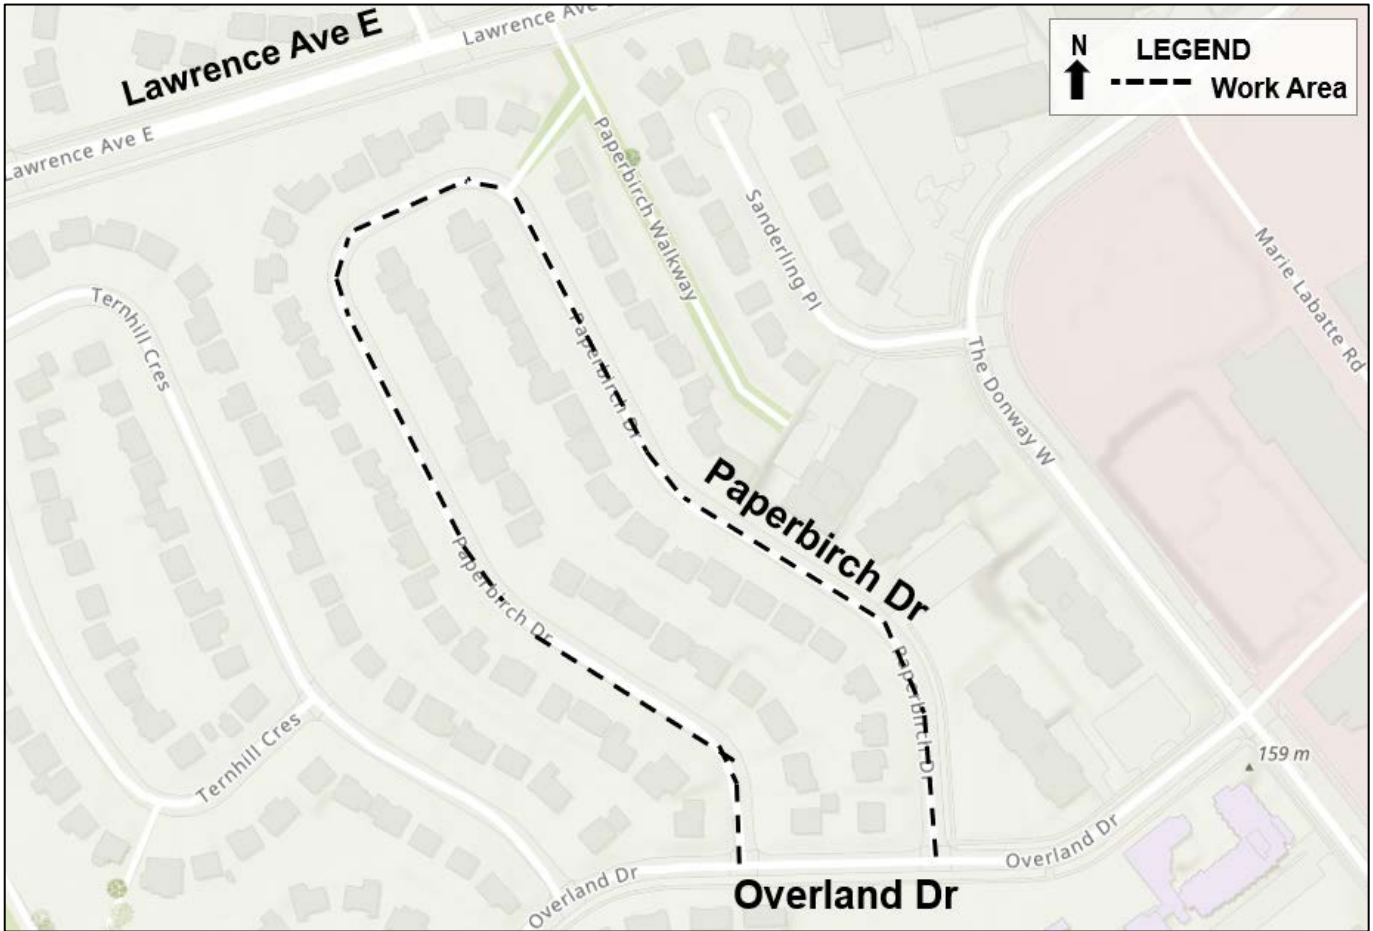 Lawrence Ave E
Lawrence Ave
Lawrence Ave E
N
LEGEND
Work Area
Paperbirch Walkway
Sanderling Pl
Marie Labatte Rd
Ternhill Cres
The Donway W
Paperbirch Dr
Paperbirch Dr
Paperbirch Dr
Paperbirch Dr
Ternhill Cres
159 m
Overland Dr
Overland Dr
Overland Dr